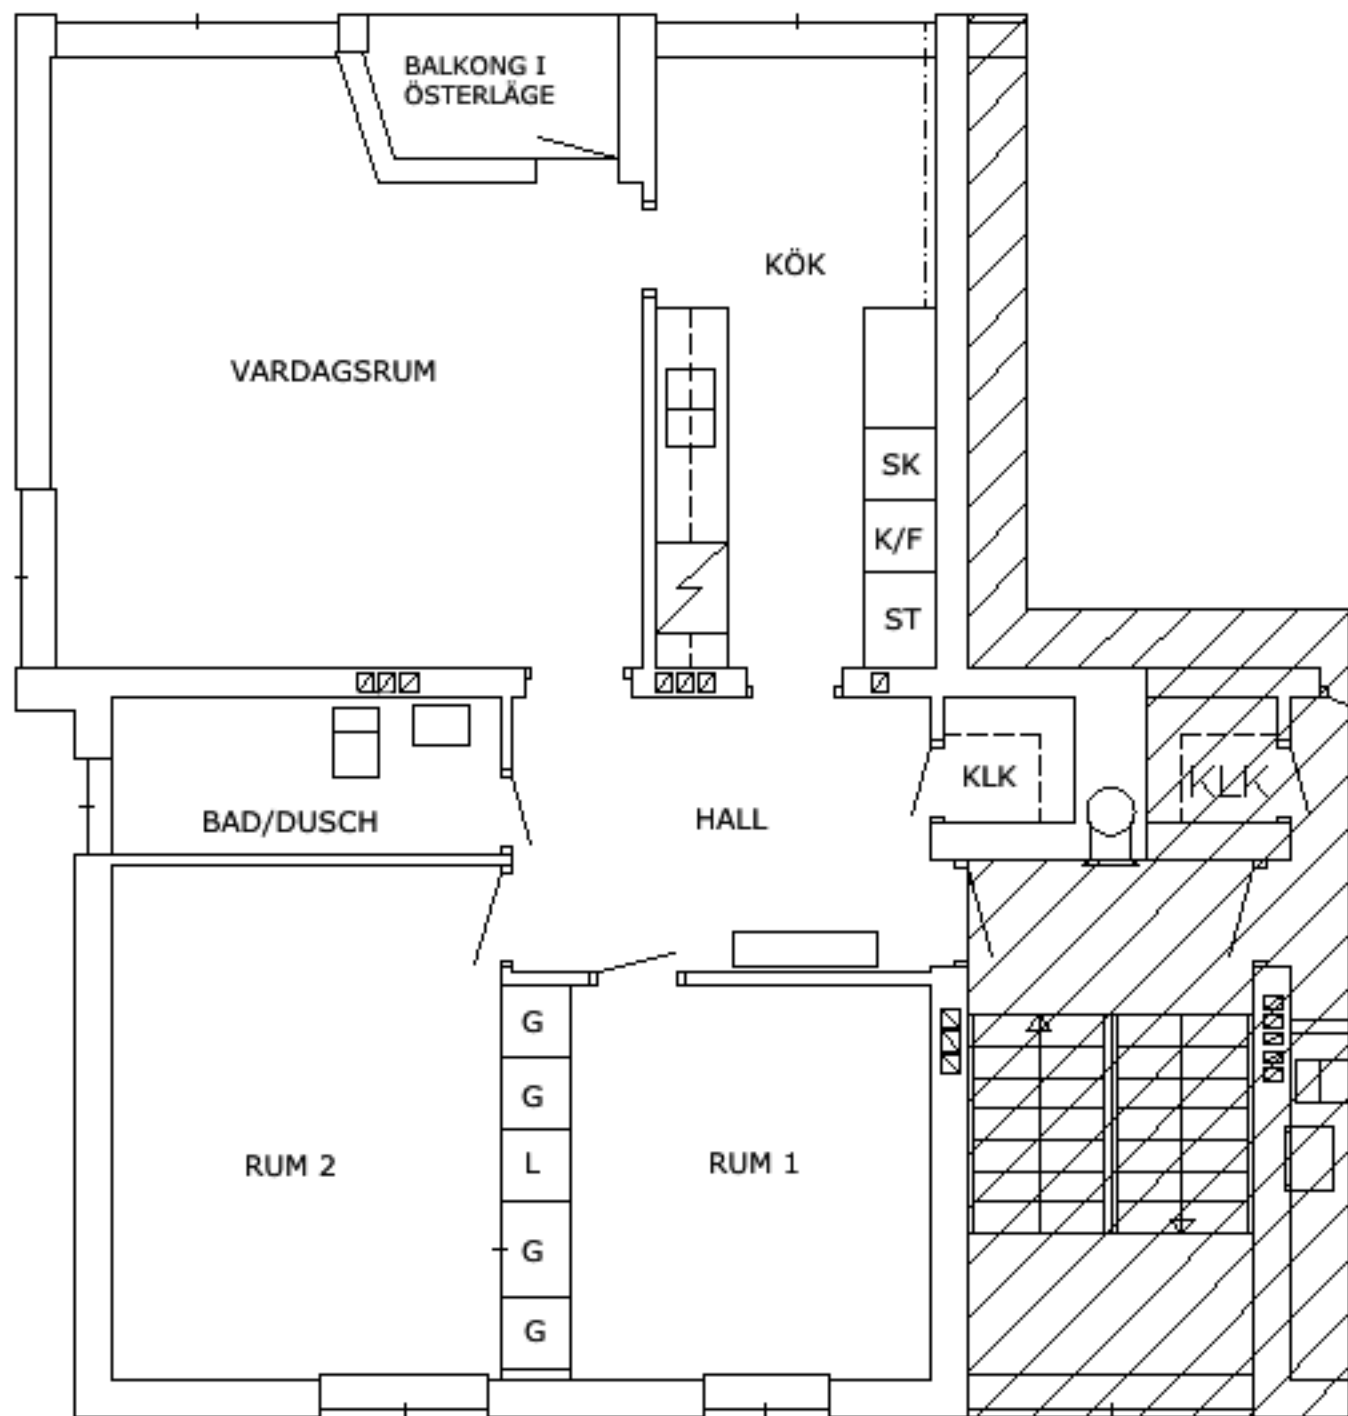 BALKONG I
ÖSTERLÄGE
KÖK
VARDAGSRUM
SK
K/F
ST
KLK
KLK
BAD/DUSCH
HALL
G
G
RUM 2
L
RUM 1
G
G